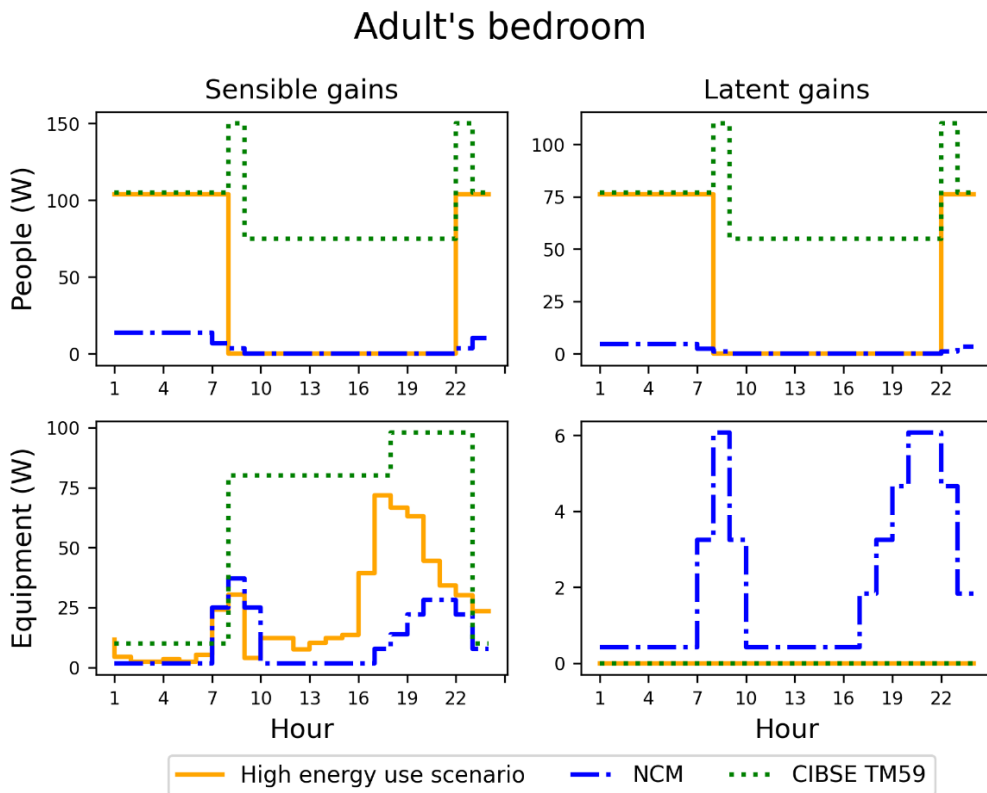 Adult's bedroom
Sensible gains
Latent gains
People (W)
150
100
50
0
1 4 7 10 13 16 19 22
100
75
50
25
0
1 4 7 10 13 16 19 22
Equipment (W)
100
75
50
25
0
1 4 7 10 13 16 19 22
Hour
6
4
2
0
1 4 7 10 13 16 19 22
Hour
High energy use scenario NCM CIBSE TM59